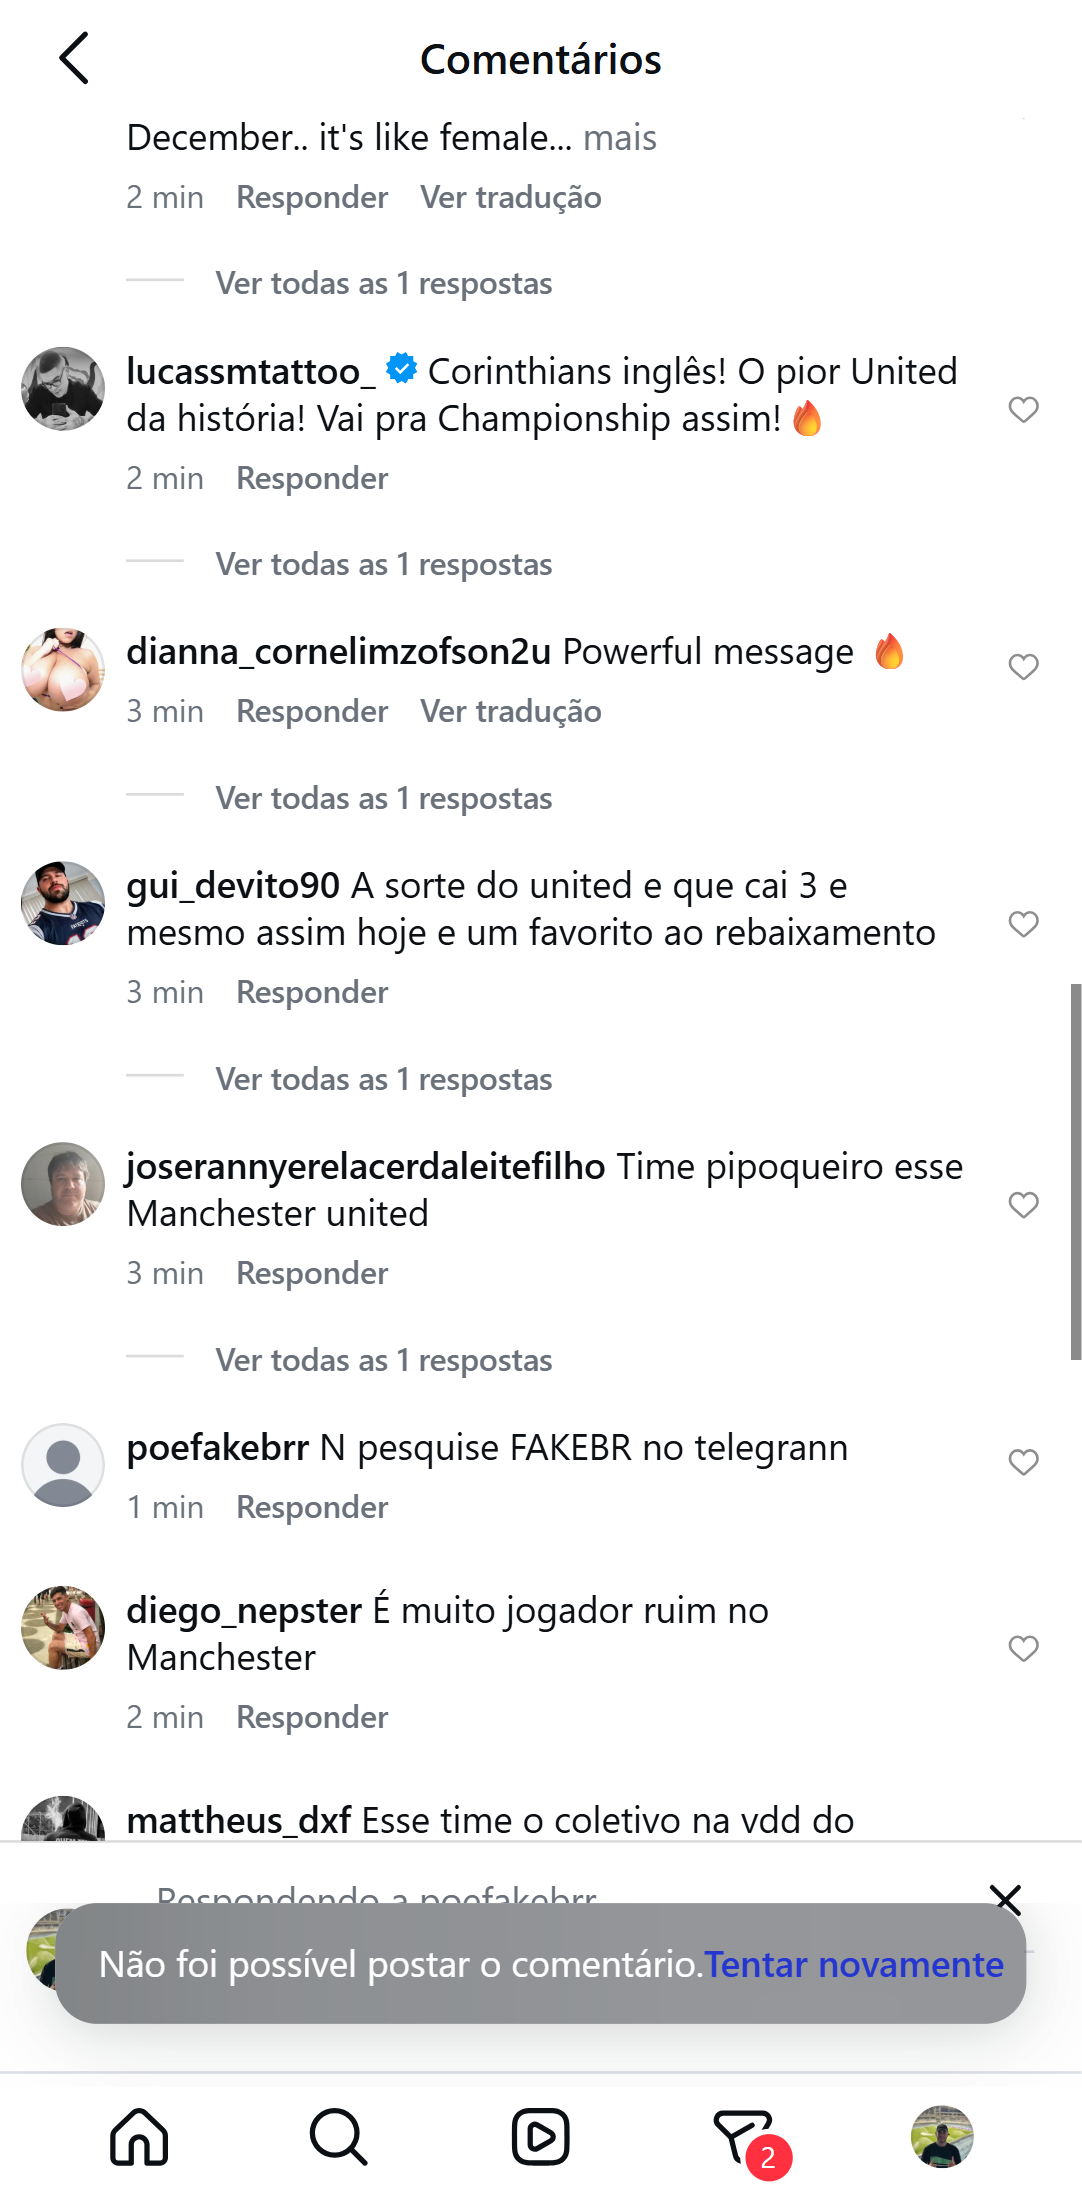 Comentários
December.. it's like female... mais
2 min Responder Ver tradução
Ver todas as 1 respostas
lucassmtattoo_ Corinthians inglês! O pior United
da história! Vai pra Championship assim!🔥
2 min Responder
Ver todas as 1 respostas
dianna_cornelimzofson2u Powerful message 🔥
3 min Responder Ver tradução
Ver todas as 1 respostas
gui_devito90 A sorte do united e que cai 3 e
mesmo assim hoje e um favorito ao rebaixamento
3 min Responder
Ver todas as 1 respostas
joserannyerelacerdaleitefilho Time pipoqueiro esse
Manchester united
3 min Responder
Ver todas as 1 respostas
poefakebrr N pesquise FAKEBR no telegrann
1 min Responder
diego_nepster É muito jogador ruim no
Manchester
2 min Responder
mattheus_dxf Esse time o coletivo na vdd do
Respondendo a poefakebrr
Não foi possível postar o comentário.Tentar novamente
2